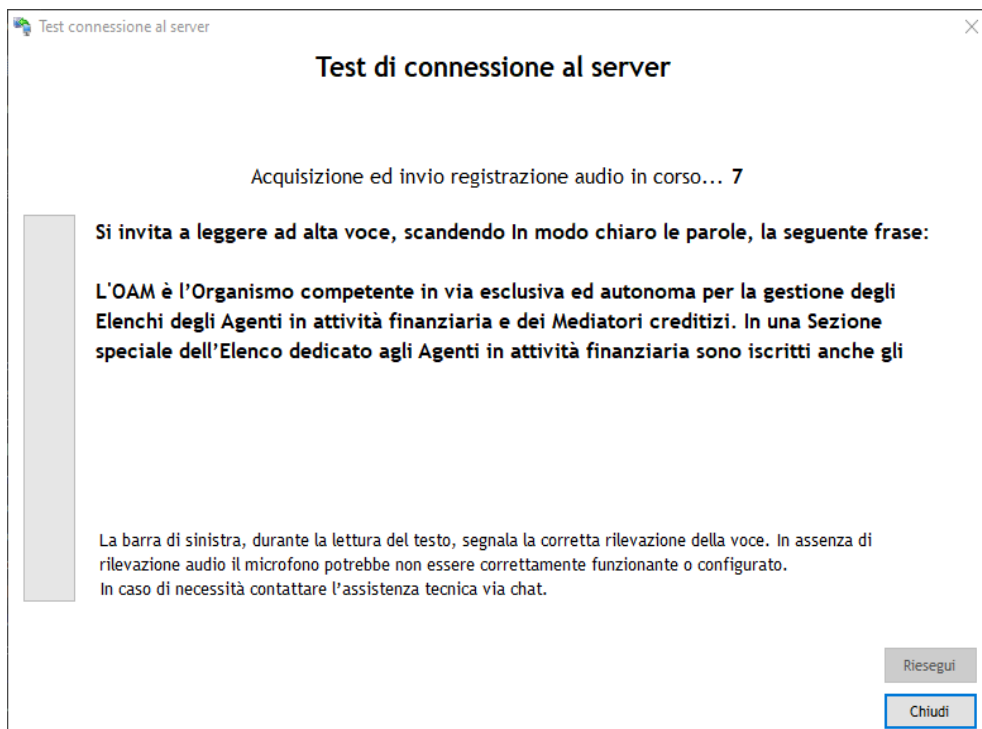 Test connessione al server
Test di connessione al server
Acquisizione ed invio registrazione audio in corso... 7
Si invita a leggere ad alta voce, scandendo In modo chiaro le parole, la seguente frase:
L'OAM è l’Organismo competente in via esclusiva ed autonoma per la gestione degli
Elenchi degli Agenti in attività finanziaria e dei Mediatori creditizi. In una Sezione
speciale dell’Elenco dedicato agli Agenti in attività finanziaria sono iscritti anche gli
La barra di sinistra, durante la lettura del testo, segnala la corretta rilevazione della voce. In assenza di
rilevazione audio il microfono potrebbe non essere correttamente funzionante o configurato.
In caso di necessità contattare l’assistenza tecnica via chat.
Riesegui
Chiudi